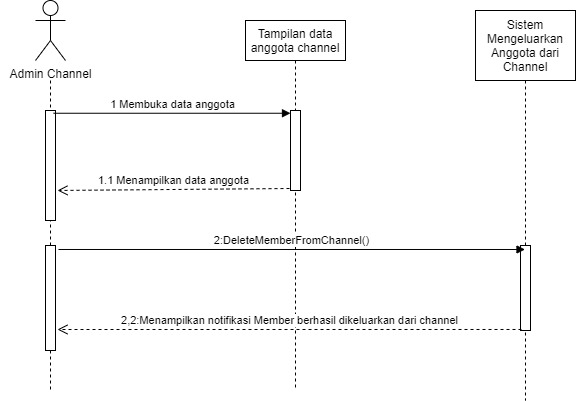 Admin Channel
Tampilan data
anggota channel
Sistem
Mengeluarkan
Anggota dari
Channel
1 Membuka data anggota
1.1 Menampilkan data anggota
2:DeleteMemberFromChannel()
2,2:Menampilkan notifikasi Member berhasil dikeluarkan dari channel